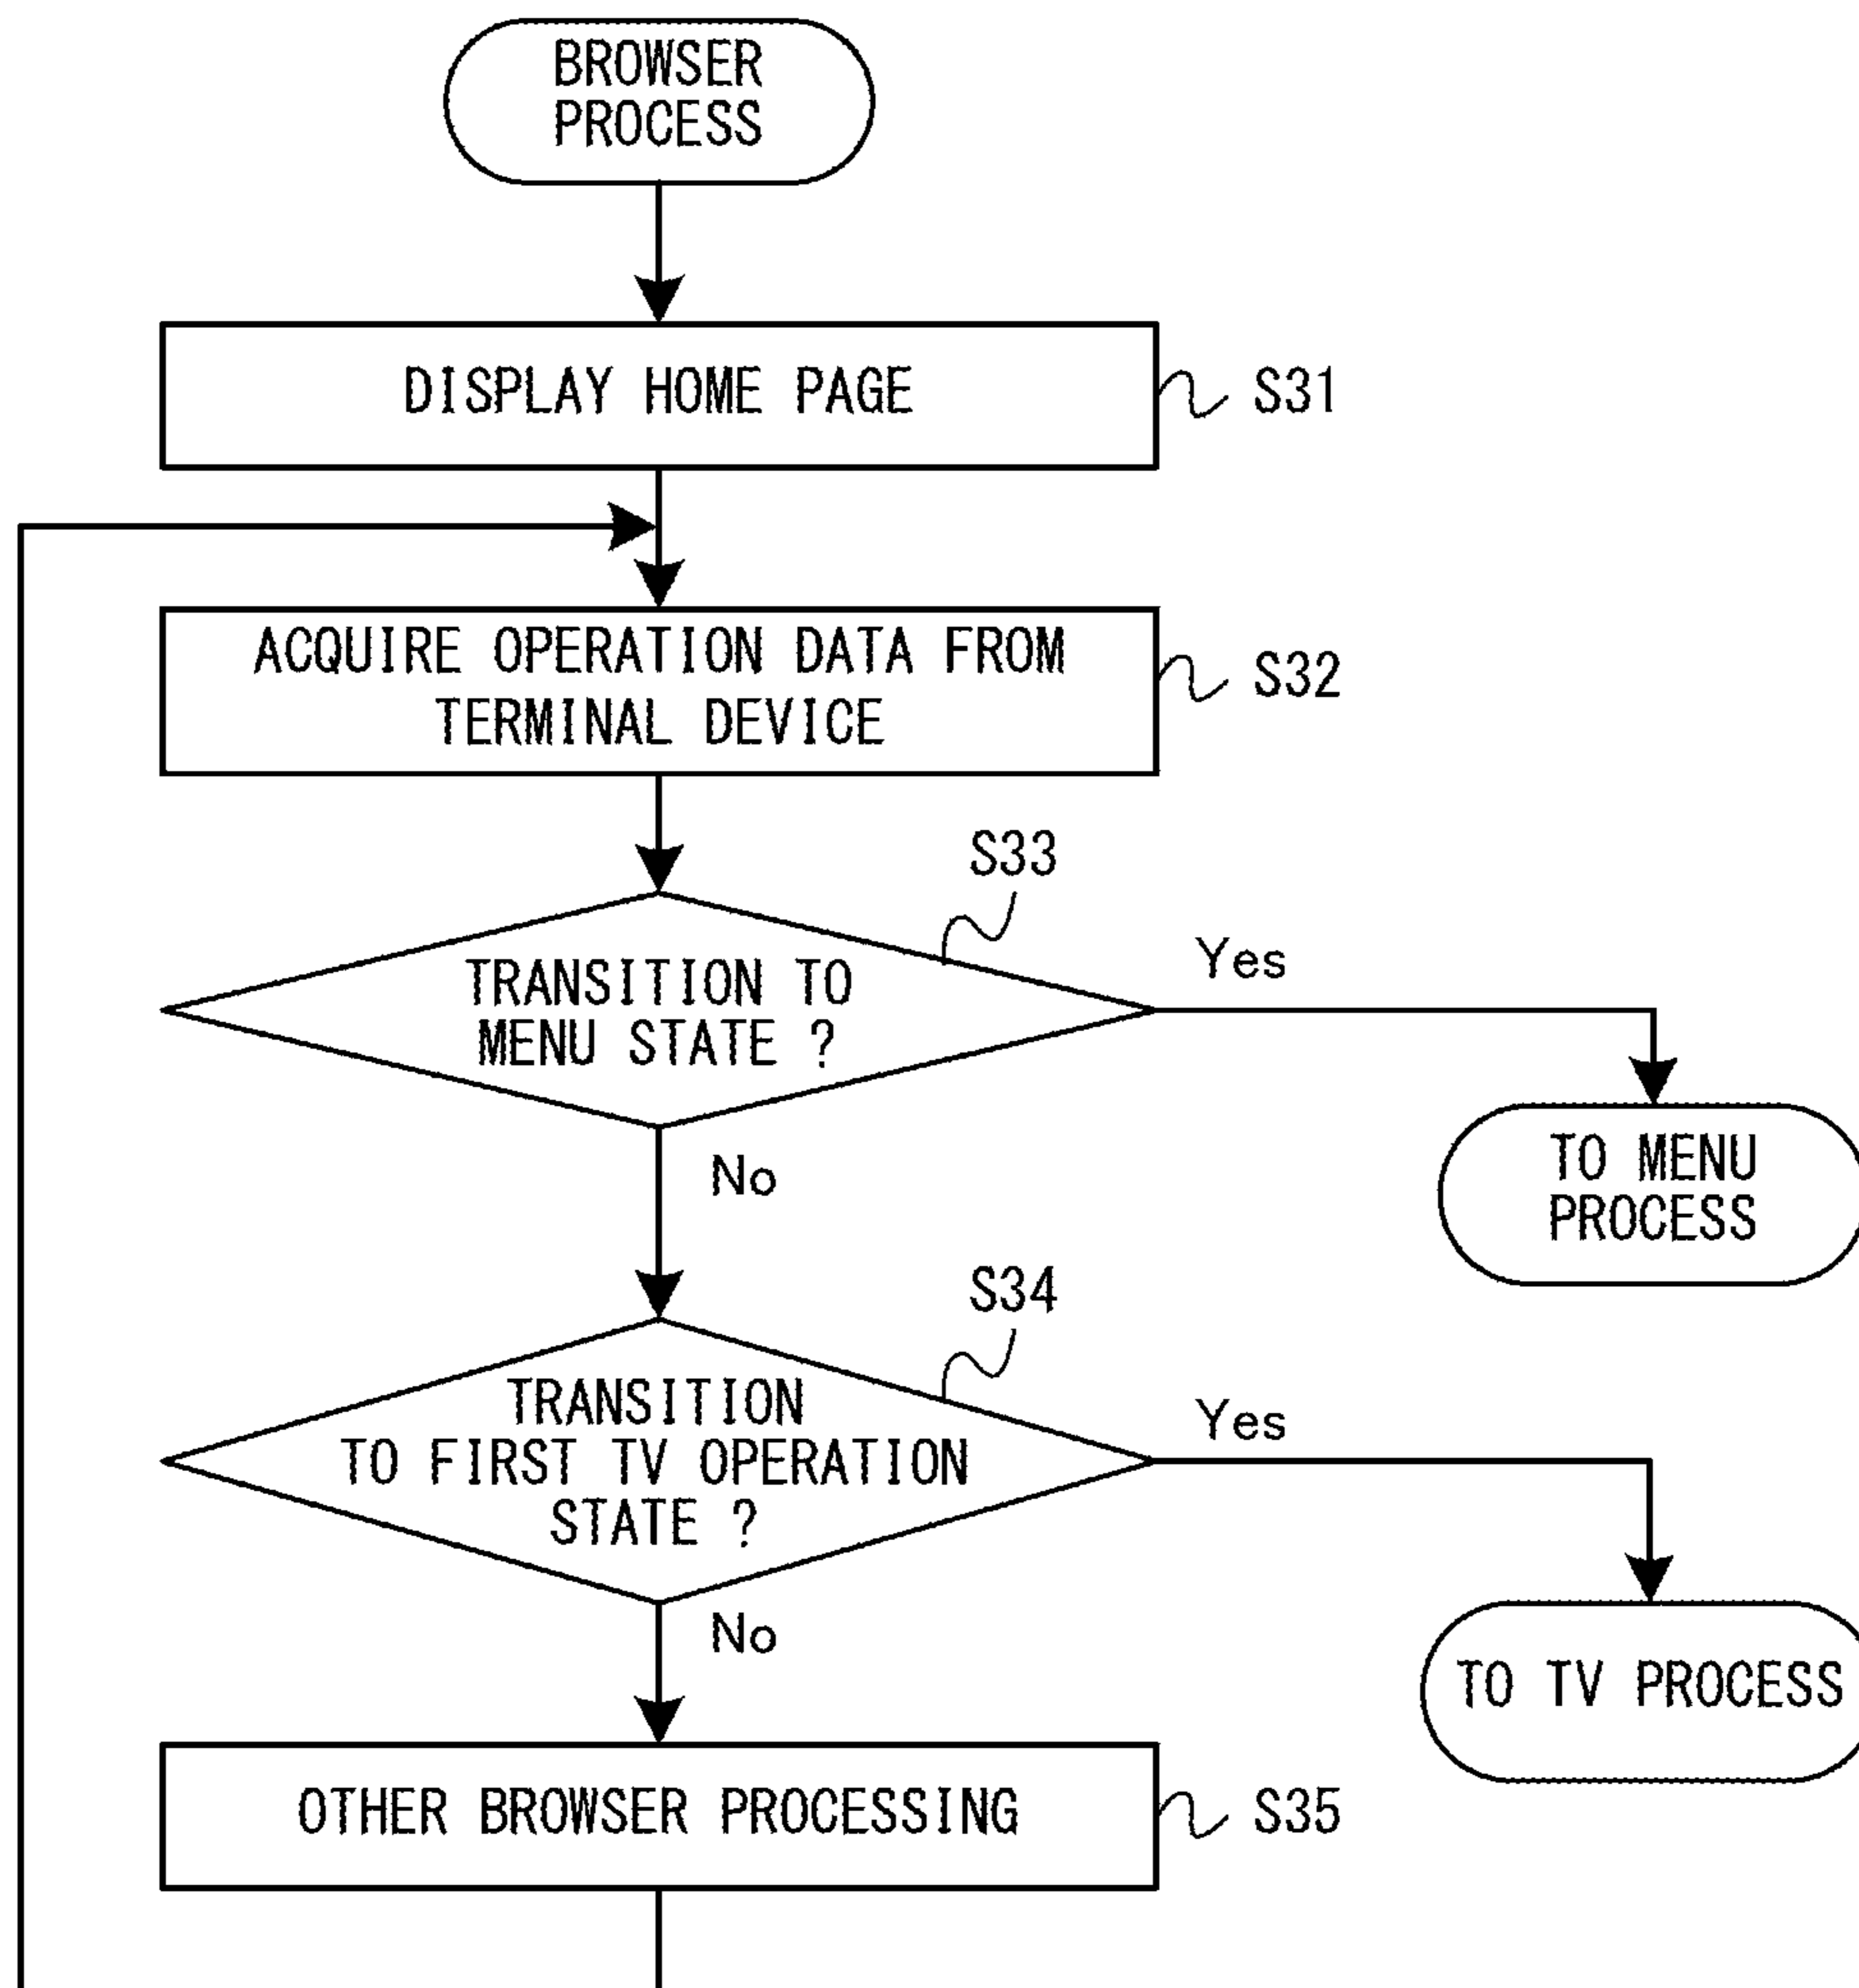 BROWSER
PROCESS
DISPLAY HOME PAGE
S31
ACQUIRE OPERATION DATA FROM
TERMINAL DEVICE
S32
S33
TRANSITION TO
MENU STATE ?
Yes
No
TO MENU
PROCESS
S34
TRANSITION
TO FIRST TV OPERATION
STATE ?
Yes
No
TO TV PROCESS
OTHER BROWSER PROCESSING
S35